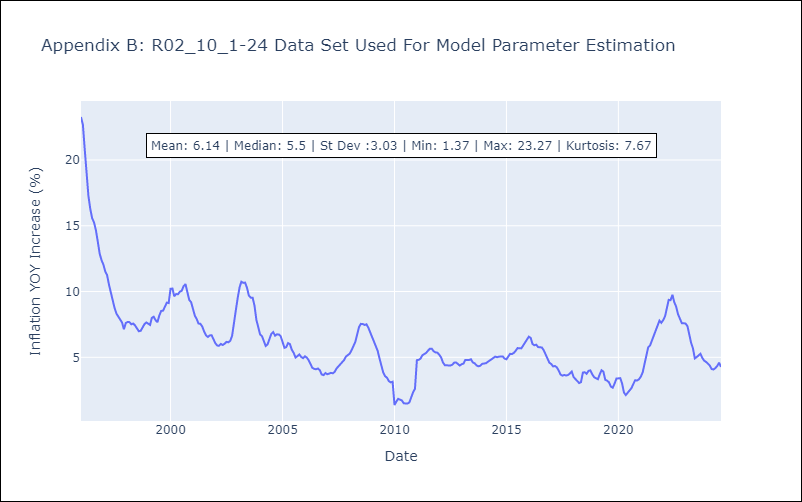 Appendix B: R02_10_1-24 Data Set Used For Model Parameter Estimation
Mean: 6.14 | Median: 5.5 | St Dev :3.03 | Min: 1.37 | Max: 23.27 | Kurtosis: 7.67
Inflation YOY Increase (%)
20
15
10
5
2000
2005
2010
2015
2020
Date